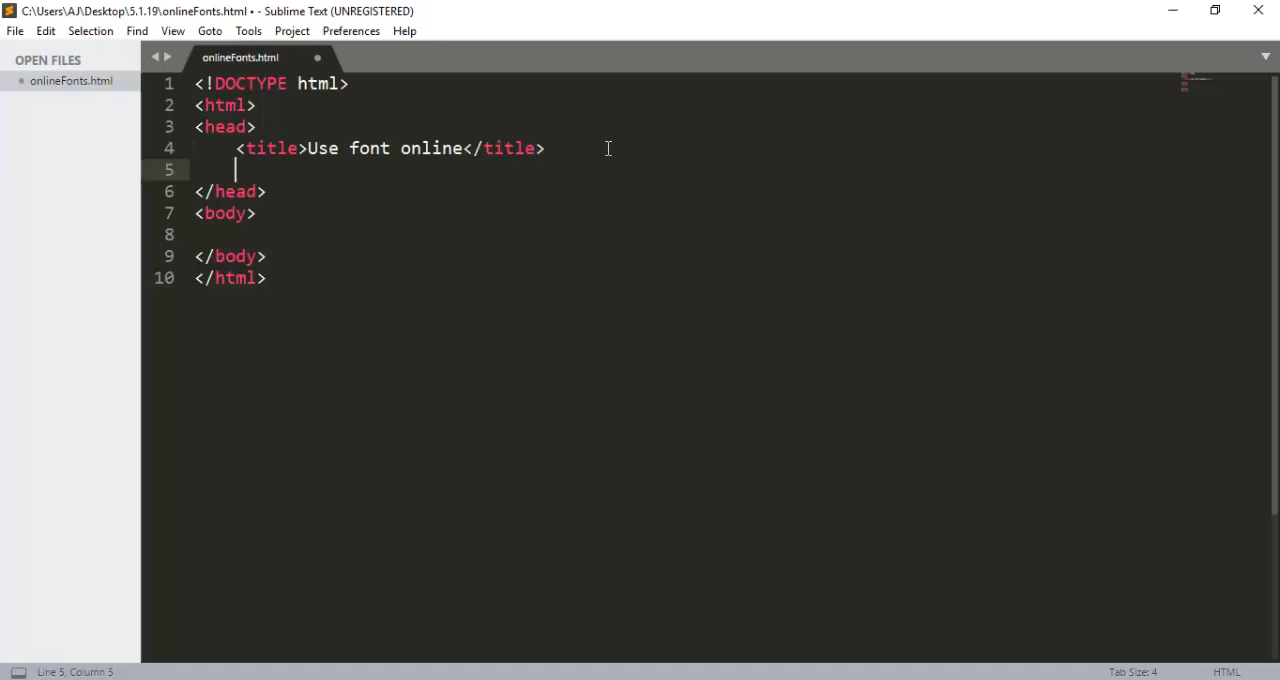 C:\Users\AJ\Desktop\5.1.19\onlineFonts.html • - Sublime Text (UNREGISTERED)
File Edit Selection Find View Goto Tools Project Preferences Help
OPEN FILES
onlineFonts.html
onlineFonts.html
1 <!DOCTYPE html>
2 <html>
3 <head>
4 <title>Use font online</title>
5
6 </head>
7 <body>
8
9 </body>
10 </html>
Line 5, Column 5
Tab Size: 4
HTML